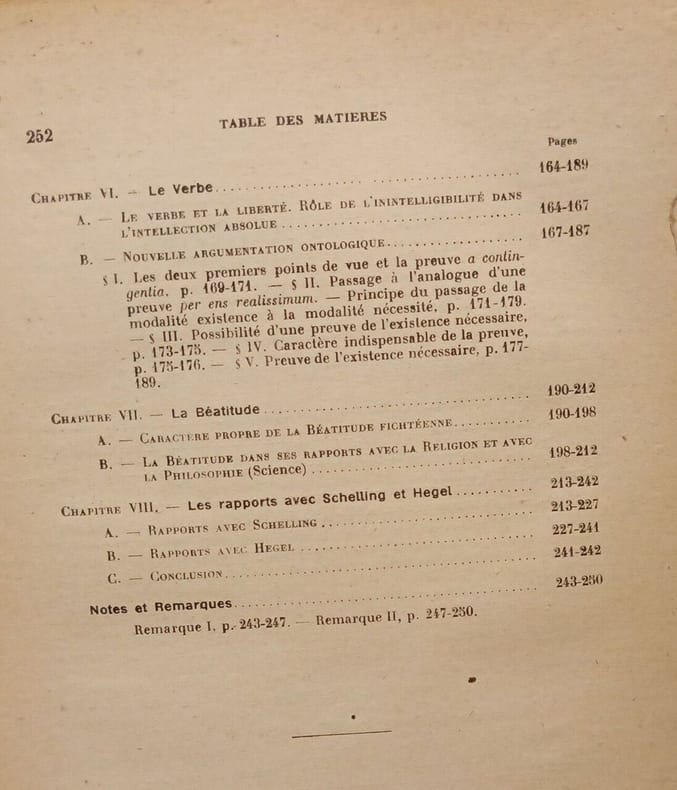 252
TABLE DES MATIERES
Pages
CHAPITRE VI. — Le Verbe ........ 164-189
A. — LE VERBE ET LA LIBERTÉ. RÔLE DE L'ININTELLIGIBILITÉ DANS
L'INTELLECTION ABSOLUE ........ 164-167
B. — NOUVELLE ARGUMENTATION ONTOLOGIQUE ........ 167-187
§ I. Les deux premiers points de vue et la preuve a contin-
gentia, p. 169-171. — § II. Passage à l'analogue d'une
preuve per ens realissimum. — Principe du passage de la
modalité existence à la modalité nécessité, p. 171-179.
— § III. Possibilité d'une preuve de l'existence nécessaire,
p. 173-175. — § IV. Caractère indispensable de la preuve,
p. 175-176. — § V. Preuve de l'existence nécessaire, p. 177-
189.
CHAPITRE VII. — La Béatitude ........ 190-212
A. — CARACTERE PROPRE DE LA BÉATITUDE FICHTÉENNE ........ 190-198
B. — LA BÉATITUDE DANS SES RAPPORTS AVEC LA RELIGION ET AVEC
LA PHILOSOPHIE (Science) ........ 198-212
CHAPITRE VIII. — Les rapports avec Schelling et Hegel ........ 213-242
A. — RAPPORTS AVEC SCHELLING ........ 213-227
B. — RAPPORTS AVEC HEGEL ........ 227-241
C. — CONCLUSION ........ 241-242
Notes et Remarques ........ 243-250
Remarque I, p. 243-247. — Remarque II, p. 247-250.